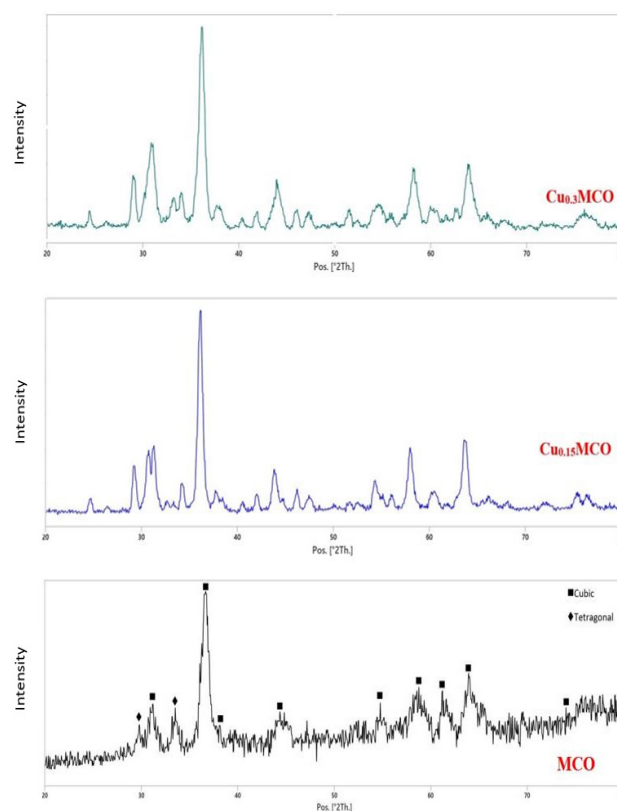 Intensity
Cu0.3MCO
20 30 40 50 60 70
Pos. [°2Th.]
Intensity
Cu0.15MCO
20 30 40 50 60 70
Pos. [°2Th.]
Intensity
■Cubic
♦Tetragonal
MCO
20 30 40 50 60 70
Pos. [°2Th.]